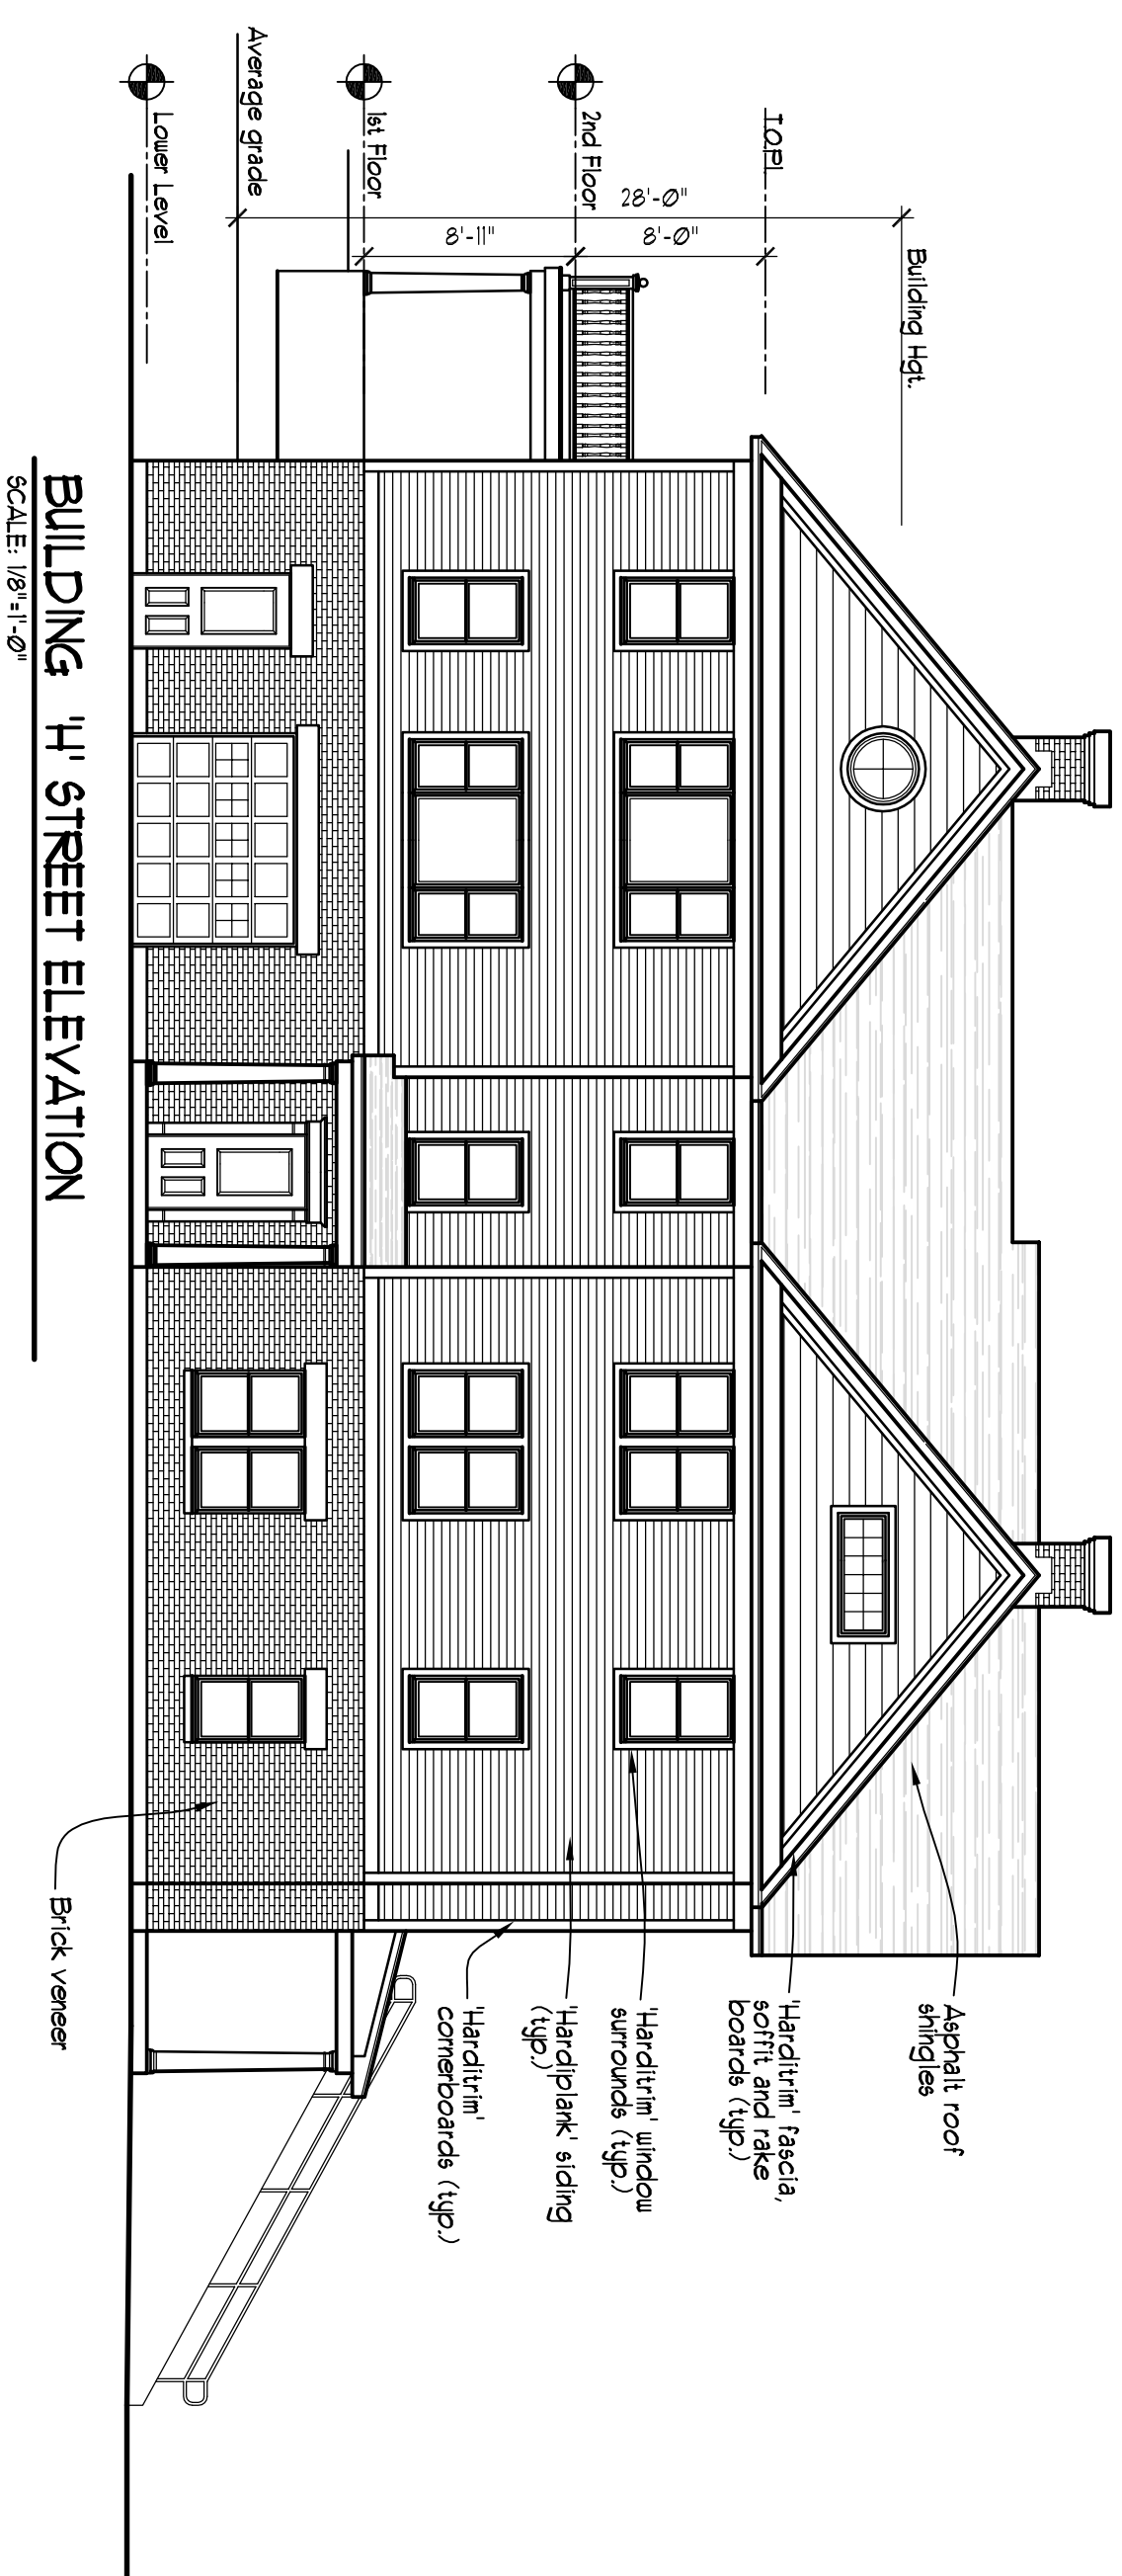 Building Hgt.
T.O.Pl.
28'-0"
8'-0"
2nd Floor
8'-11"
1st Floor
Average grade
Lower Level
Asphalt roof
shingles
'Harditrim' fascia,
soffit and rake
boards (typ.)
'Harditrim' window
surrounds (typ.)
'Hardiplank' siding
(typ.)
'Harditrim'
cornerboards (typ.)
Brick veneer
BUILDING 'H' STREET ELEVATION
SCALE: 1/8"=1'-0"